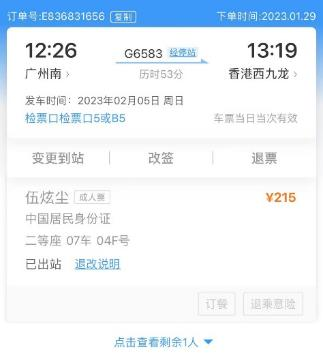 订单号:E836831656 复制 下单时间:2023.01.29
12:26 G6583 经停站 13:19
广州南 历时53分 香港西九龙
发车时间：2023年02月05日 周日
检票口检票口5或B5 车票当日当次有效
变更到站 改签 退票
伍炫尘 成人票 ¥215
中国居民身份证
二等座 07车 04F号
已出站 退改说明
订餐 退乘意险
点击查看剩余1人